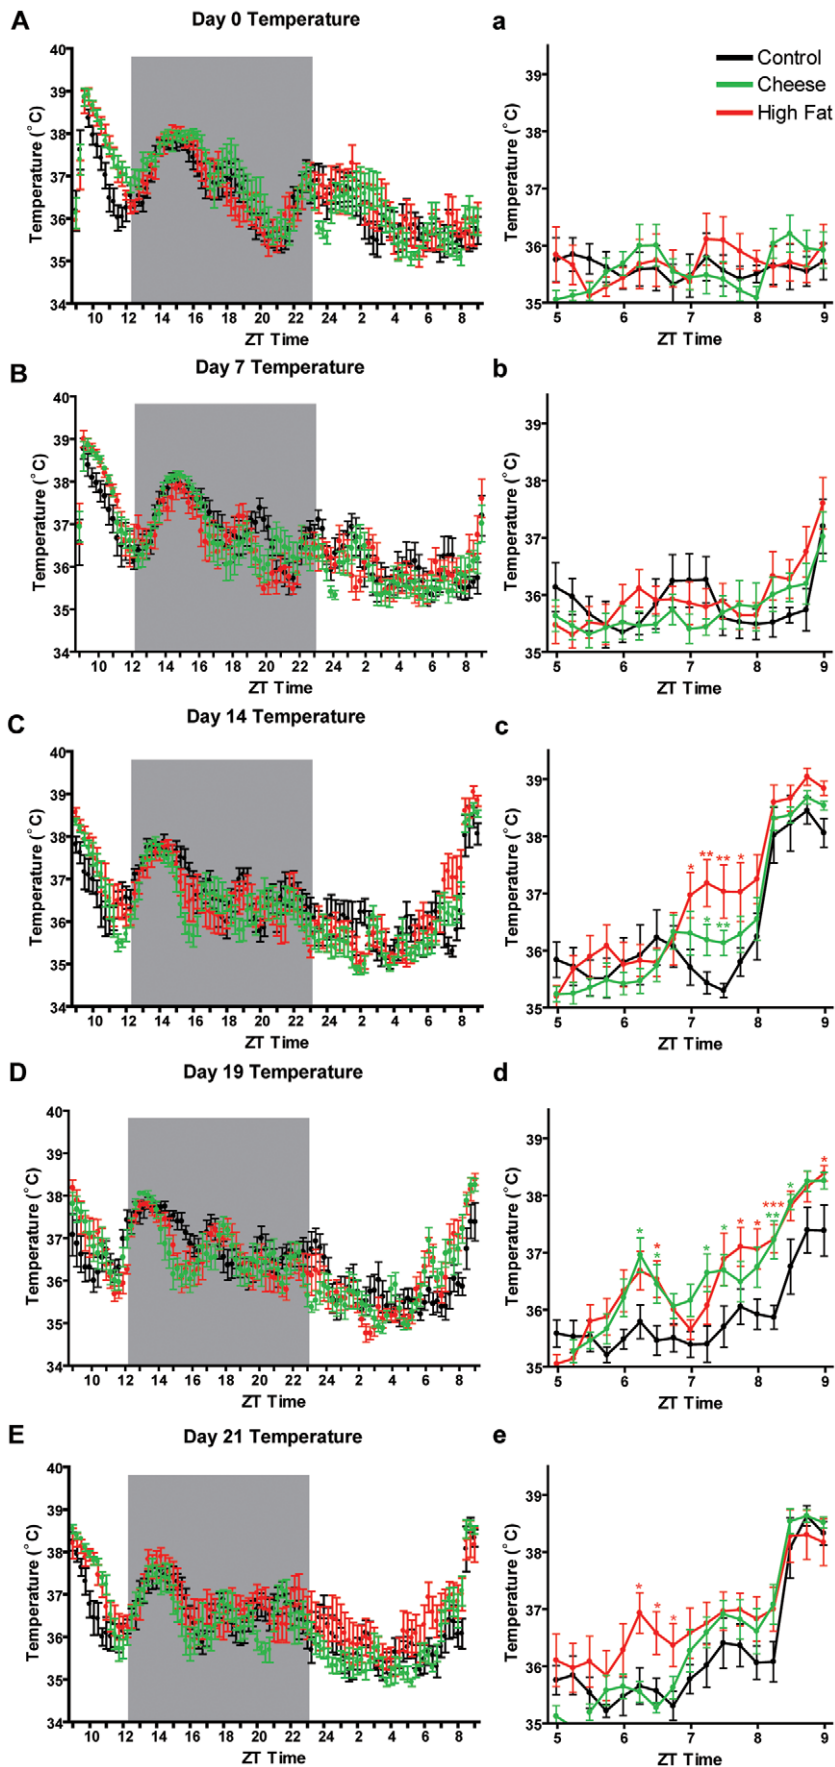 A
Day 0 Temperature
40
39
38
37
36
35
34
Temperature (°C)
10 12 14 16 18 20 22 24 2 4 6 8 9
ZT Time
a
Control
Cheese
High Fat
39
38
37
36
35
Temperature (°C)
5 6 7 8 9
ZT Time
B
Day 7 Temperature
40
39
38
37
36
35
34
Temperature (°C)
10 12 14 16 18 20 22 24 2 4 6 8 9
ZT Time
b
39
38
37
36
35
Temperature (°C)
5 6 7 8 9
ZT Time
C
Day 14 Temperature
40
39
38
37
36
35
34
Temperature (°C)
10 12 14 16 18 20 22 24 2 4 6 8 9
ZT Time
c
39
38
37
36
35
Temperature (°C)
* ** ** *
* **
5 6 7 8 9
ZT Time
D
Day 19 Temperature
40
39
38
37
36
35
34
Temperature (°C)
10 12 14 16 18 20 22 24 2 4 6 8 9
ZT Time
d
39
38
37
36
35
Temperature (°C)
* * * * * * * *** ** * *
5 6 7 8 9
ZT Time
E
Day 21 Temperature
40
39
38
37
36
35
34
Temperature (°C)
10 12 14 16 18 20 22 24 2 4 6 8 9
ZT Time
e
39
38
37
36
35
Temperature (°C)
* * *
5 6 7 8 9
ZT Time